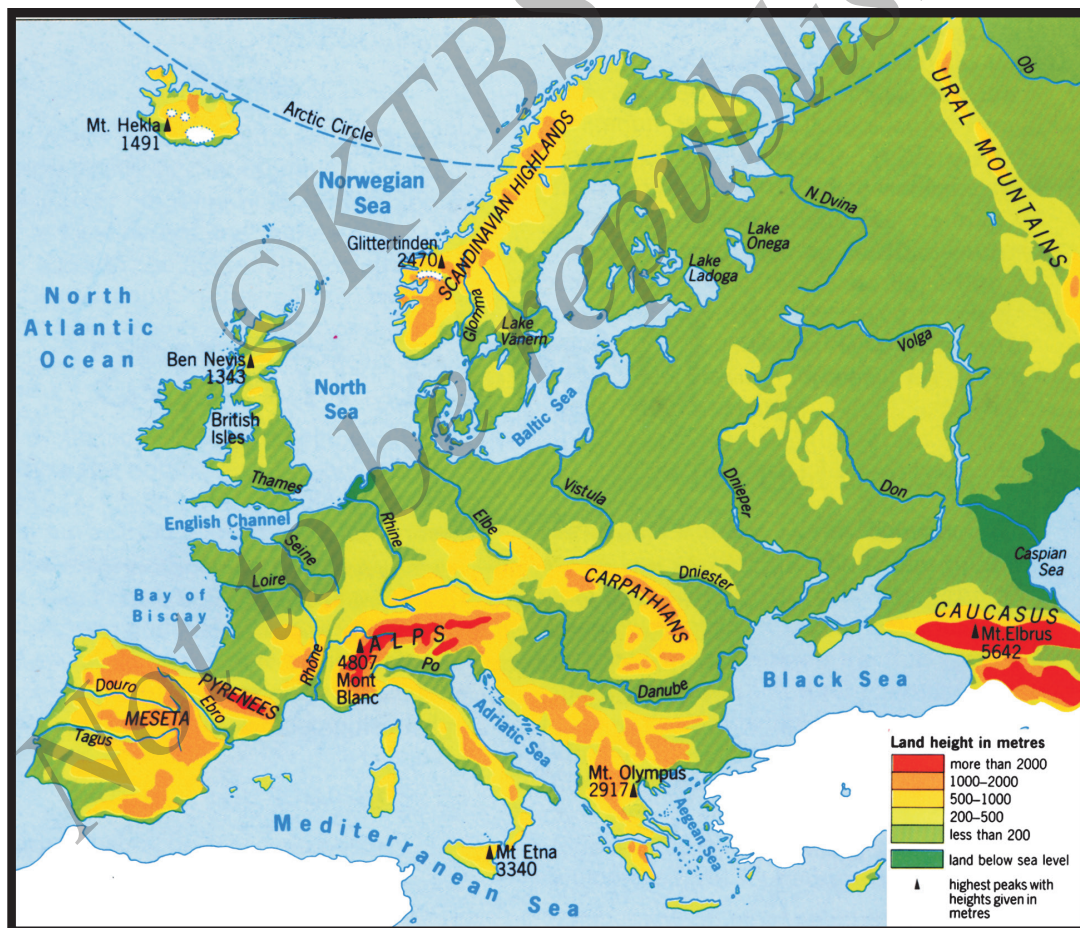 ©KTBS
Not to be republis
Ob
URAL MOUNTAINS
Arctic Circle
Mt. Hekla
1491
Norwegian
Sea
SCANDINAVIAN HIGHLANDS
N.Dvina
Glittertinden
2470
Lake
Onega
Lake
Ladoga
North
Atlantic
Ocean
Glomma
Lake
Vänern
Volga
Ben Nevis
1343
North
Sea
Baltic Sea
British
Isles
Thames
Vistula
Dnieper
Don
English Channel
Rhine
Elbe
Seine
Loire
Caspian
Sea
CARPATHIANS
Dniester
Bay of
Biscay
CAUCASUS
Mt.Elbrus
5642
ALPS
4807
Mont
Blanc
Rhône
Po
Danube
Black Sea
PYRENEES
Douro
MESETA
Ebro
Tagus
Adriatic Sea
Mt. Olympus
2917
Aegean Sea
Mediterranean Sea
Mt Etna
3340
Land height in metres
more than 2000
1000–2000
500–1000
200–500
less than 200
land below sea level
highest peaks with
heights given in
metres